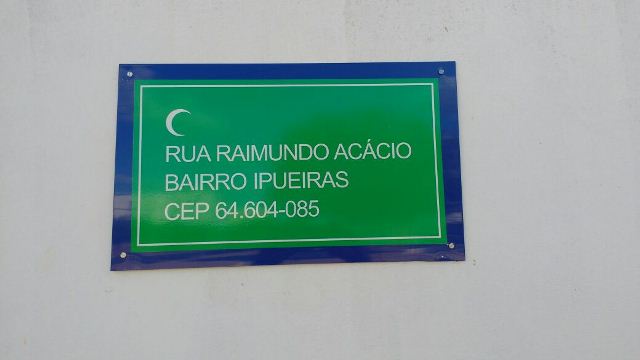 RUA RAIMUNDO ACÁCIO
BAIRRO IPUEIRAS
CEP 64.604-085